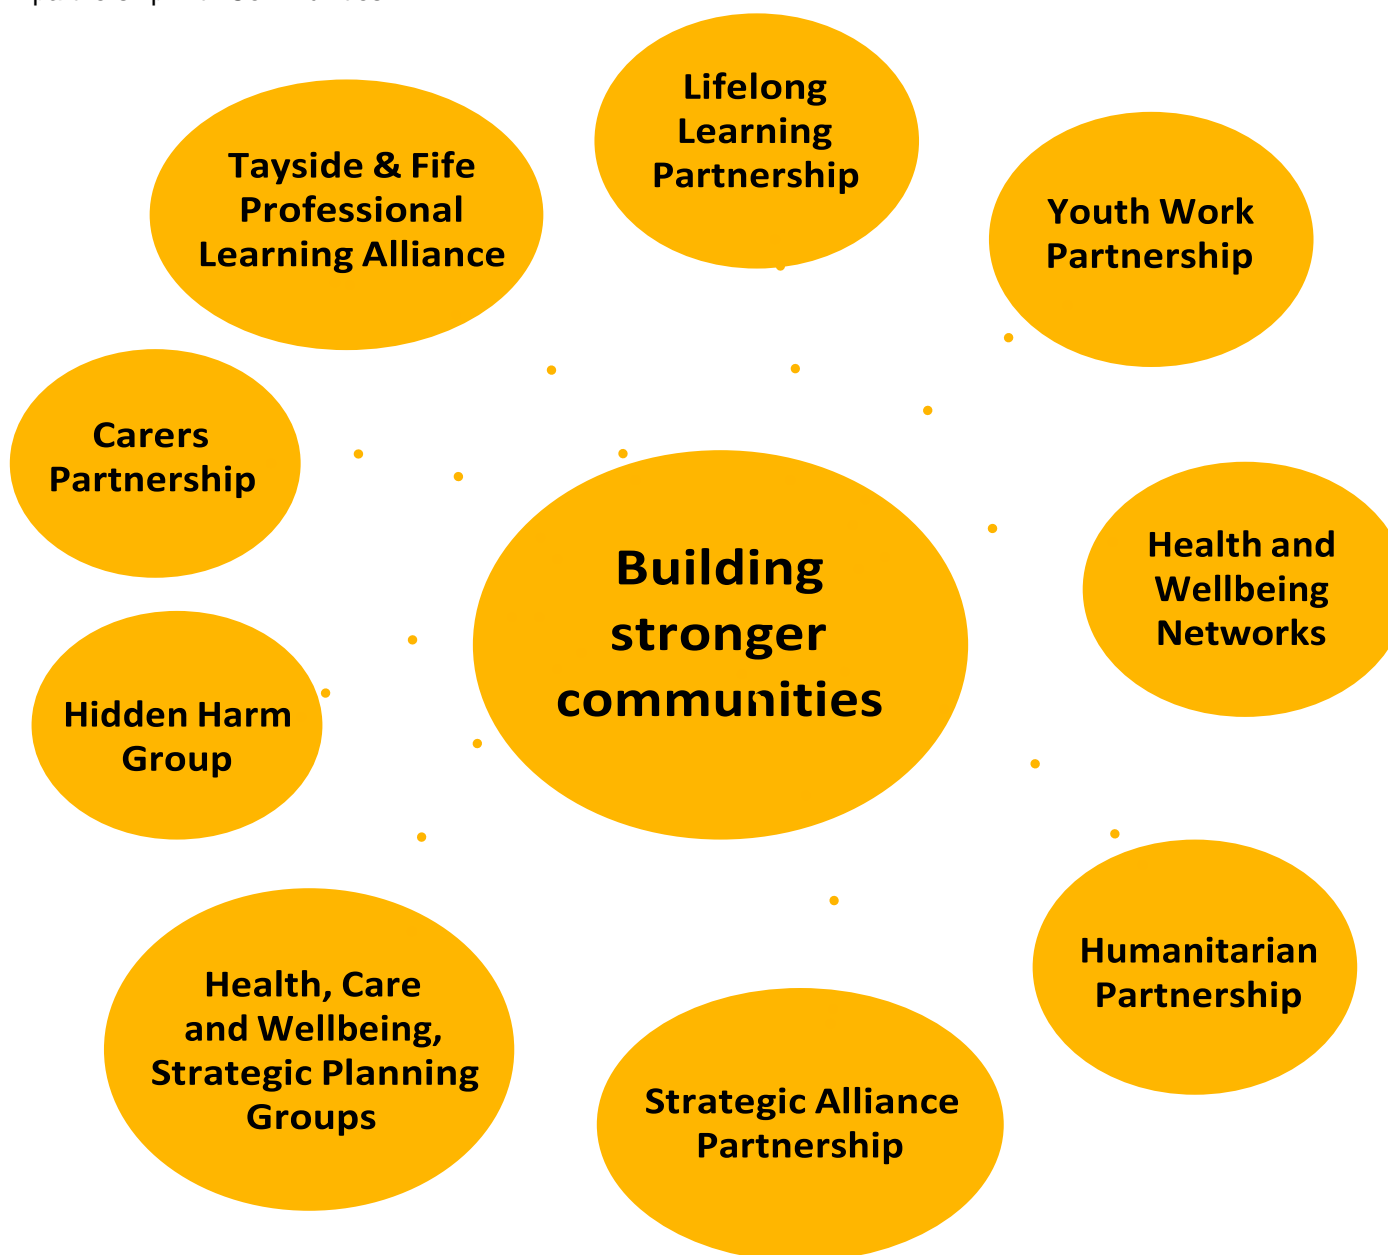 Lifelong
Learning
Partnership
Tayside & Fife
Professional
Learning Alliance
Youth Work
Partnership
Carers
Partnership
Building
stronger
communities
Health and
Wellbeing
Networks
Hidden Harm
Group
Humanitarian
Partnership
Health, Care
and Wellbeing,
Strategic Planning
Groups
Strategic Alliance
Partnership